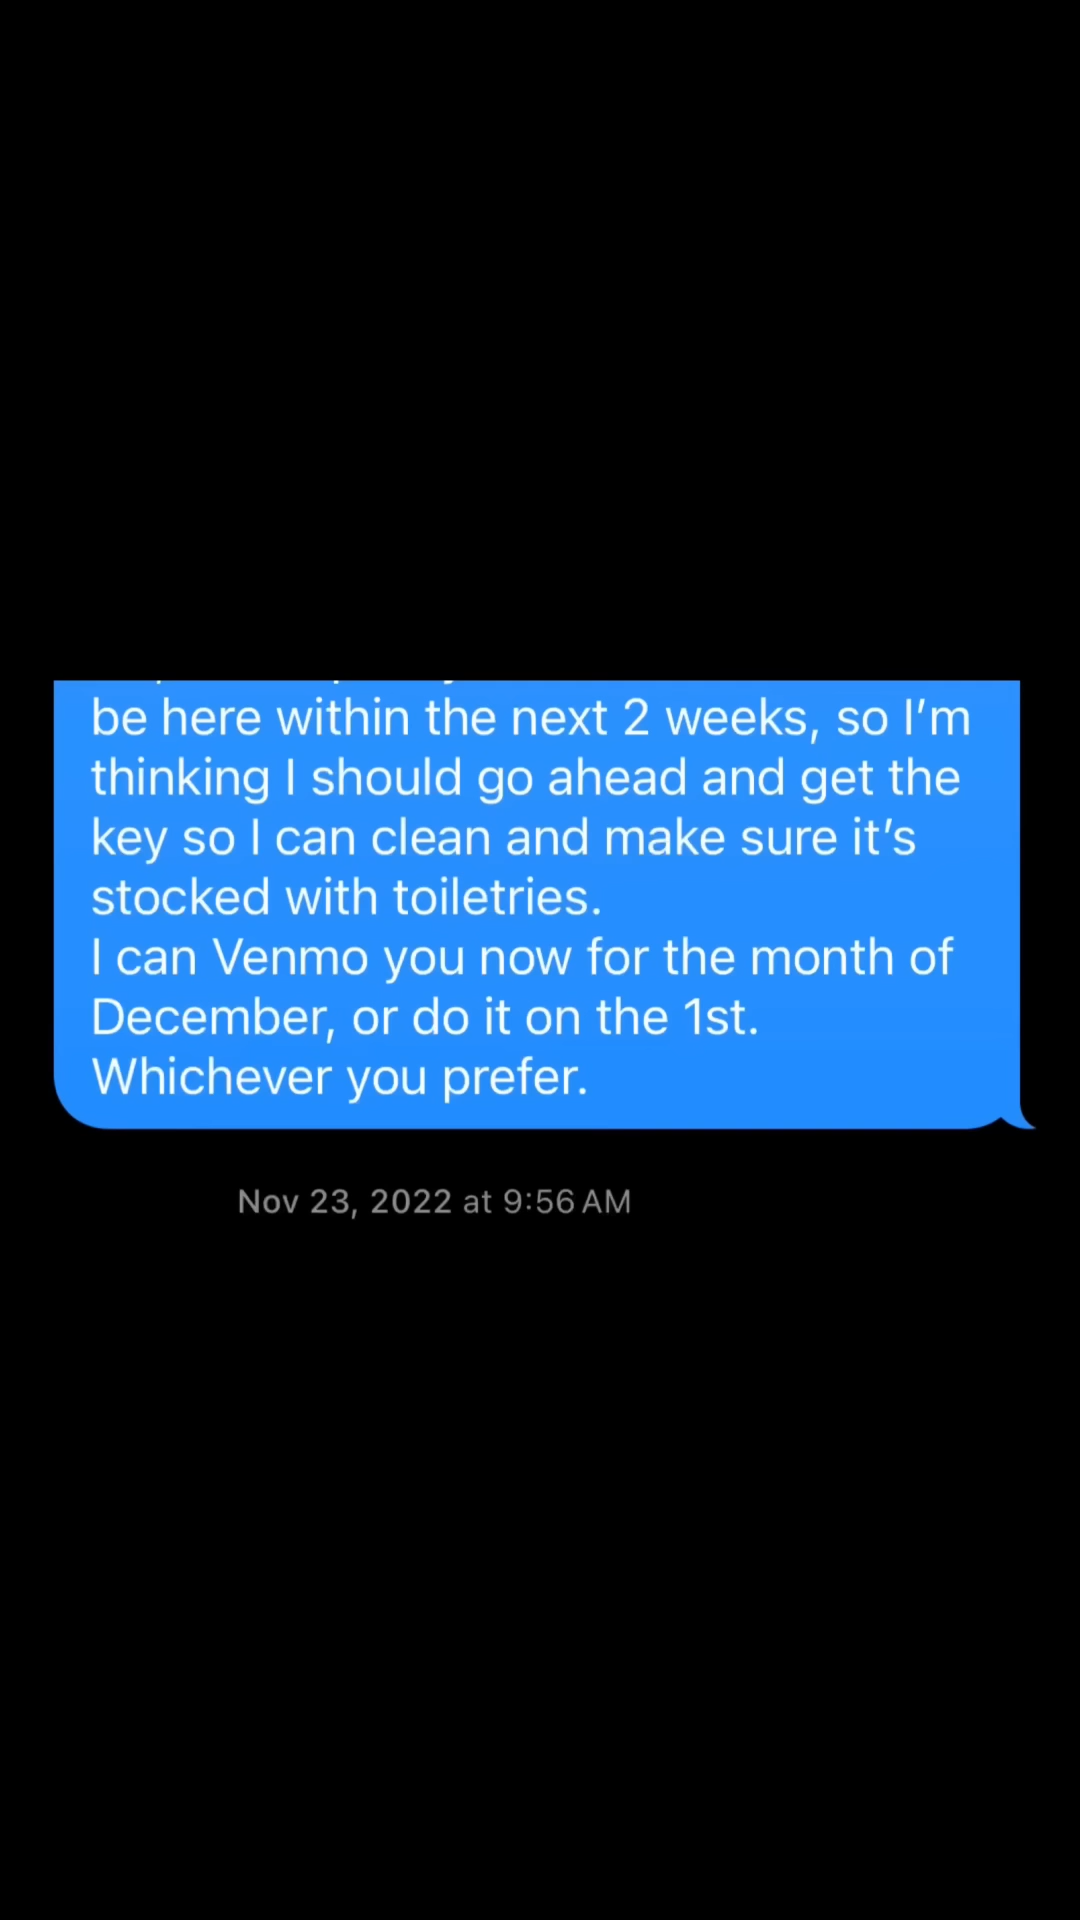 be here within the next 2 weeks, so I’m
thinking I should go ahead and get the
key so I can clean and make sure it’s
stocked with toiletries.
I can Venmo you now for the month of
December, or do it on the 1st.
Whichever you prefer.
Nov 23, 2022 at 9:56 AM